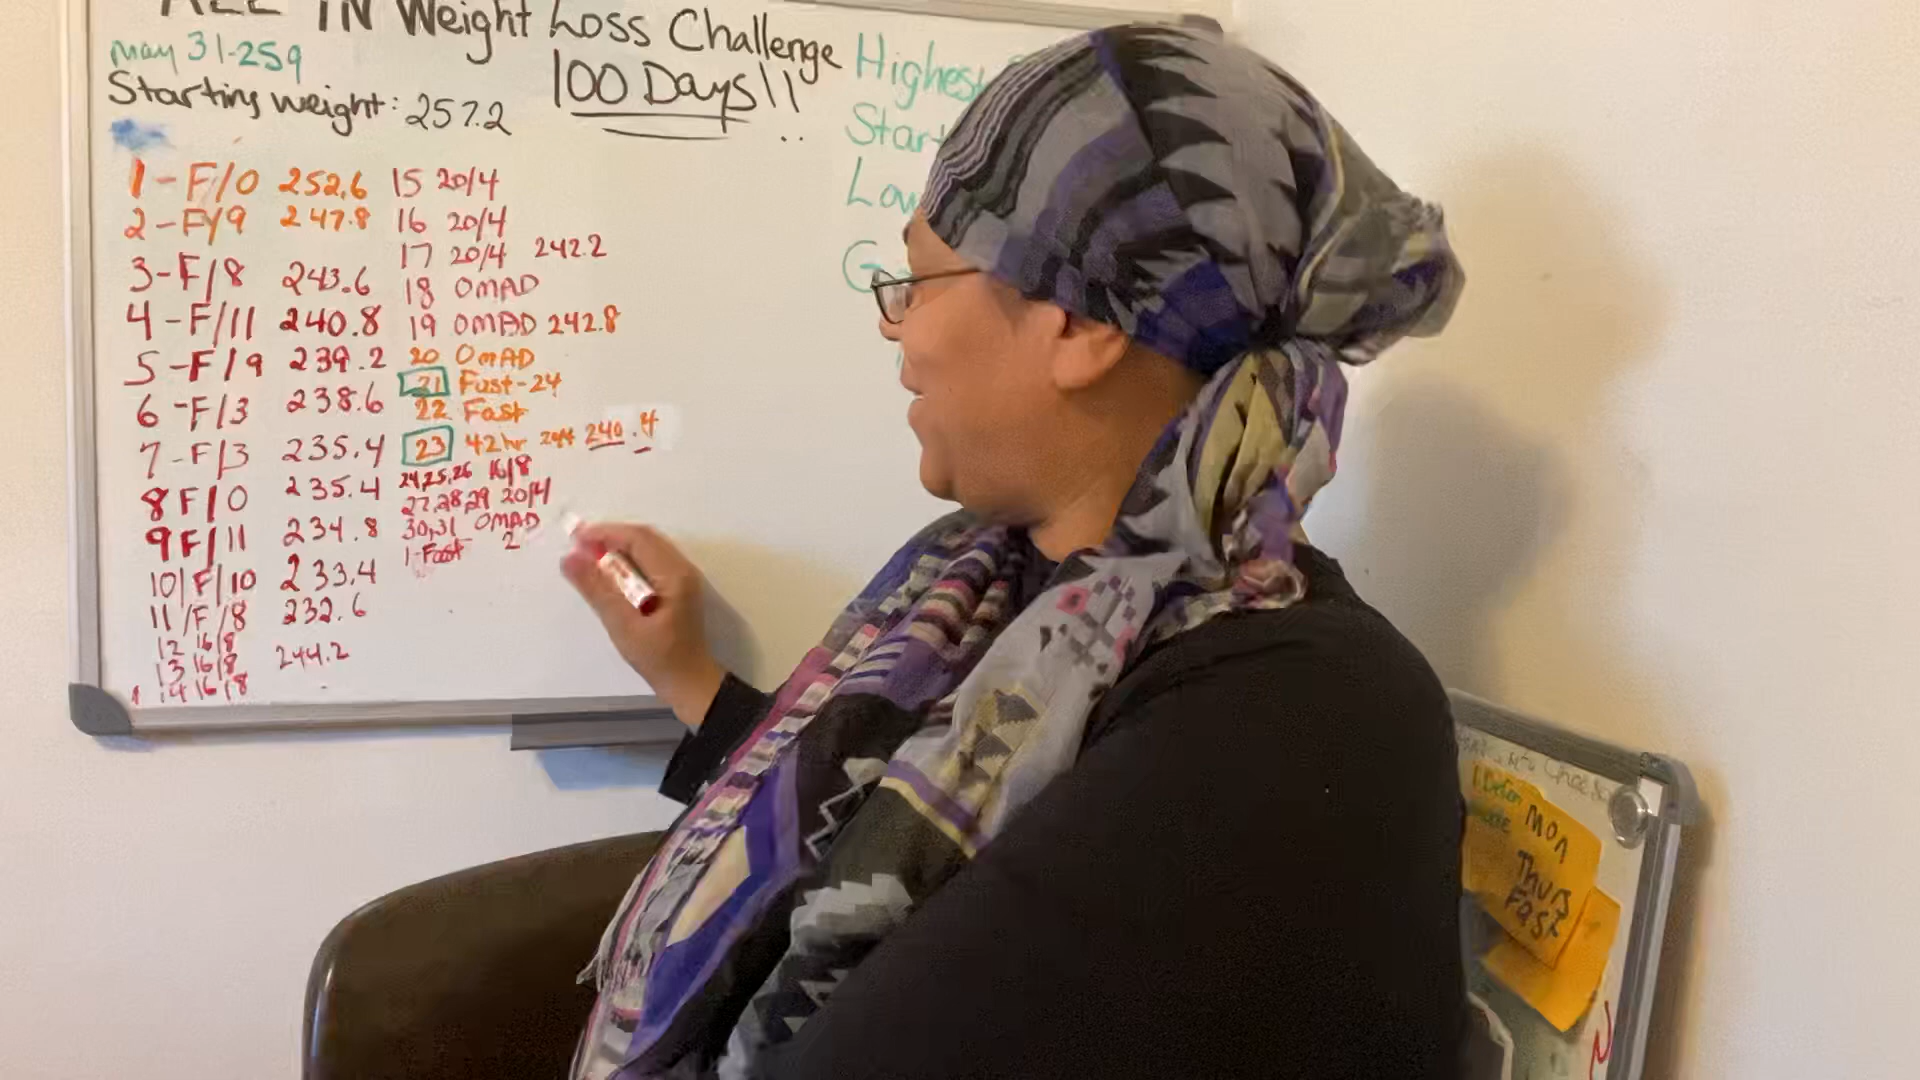 ALL IN Weight Loss Challenge
May 31-259
100 Days!!
Starting weight: 257.2
1 - F/0 252.6
2 - F/9 247.8
3 - F/8 243.6
4 - F/11 240.8
5 - F/9 239.2
6 - F/3 238.6
7 - F/3 235.4
8 F/0 235.4
9 F/11 234.8
10/F/10 233.4
11/F/8 232.6
12 16/8
13 16/8 244.2
14 16/8
15 20/4
16 20/4
17 20/4 242.2
18 OMAD
19 OMAD 242.8
20 OMAD
21 Fast-24
22 Fast
23 42hr 244 240.4
24,25,26 16/8
27,28,29 20/4
30,31 OMAD
1-Fast 2
Highest
Start
Low
Mon
Thurs
Fast